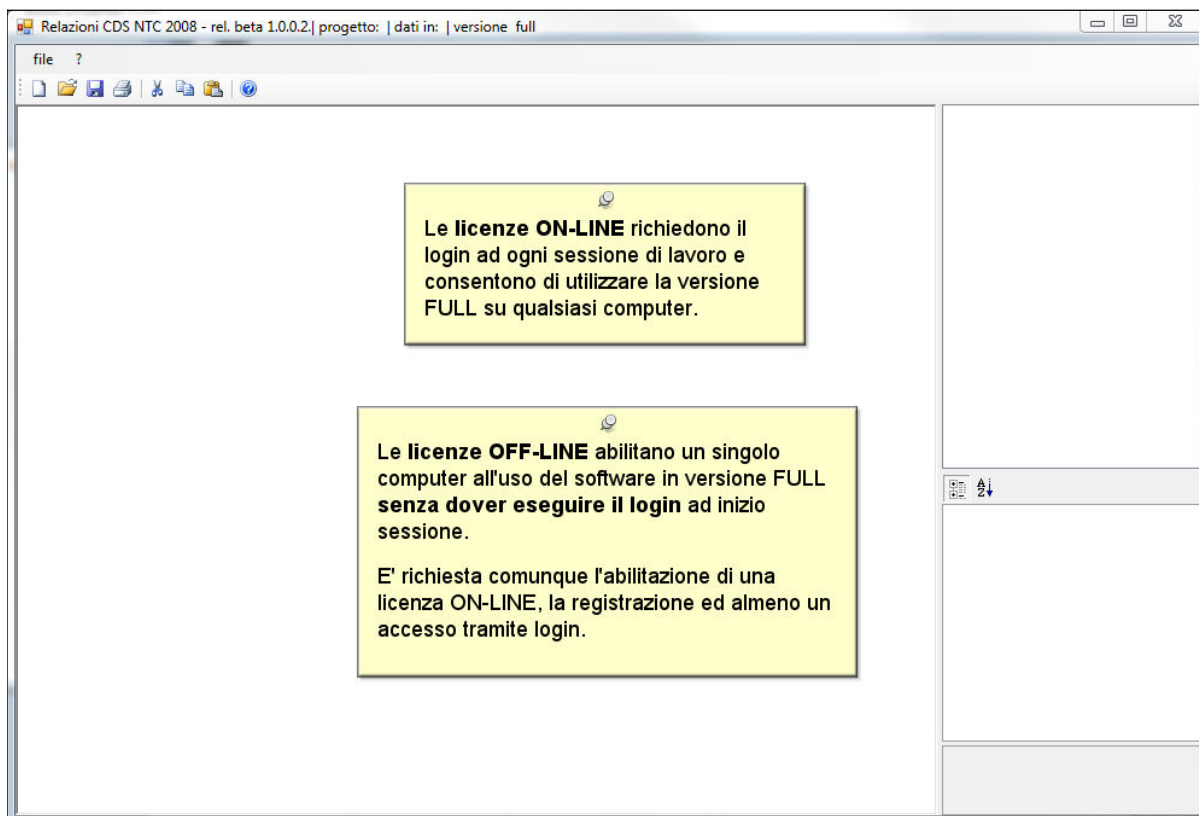 Relazioni CDS NTC 2008 - rel. beta 1.0.0.2.| progetto: | dati in: | versione full
file ?
Le licenze ON-LINE richiedono il
login ad ogni sessione di lavoro e
consentono di utilizzare la versione
FULL su qualsiasi computer.
Le licenze OFF-LINE abilitano un singolo
computer all'uso del software in versione FULL
senza dover eseguire il login ad inizio
sessione.
E' richiesta comunque l'abilitazione di una
licenza ON-LINE, la registrazione ed almeno un
accesso tramite login.